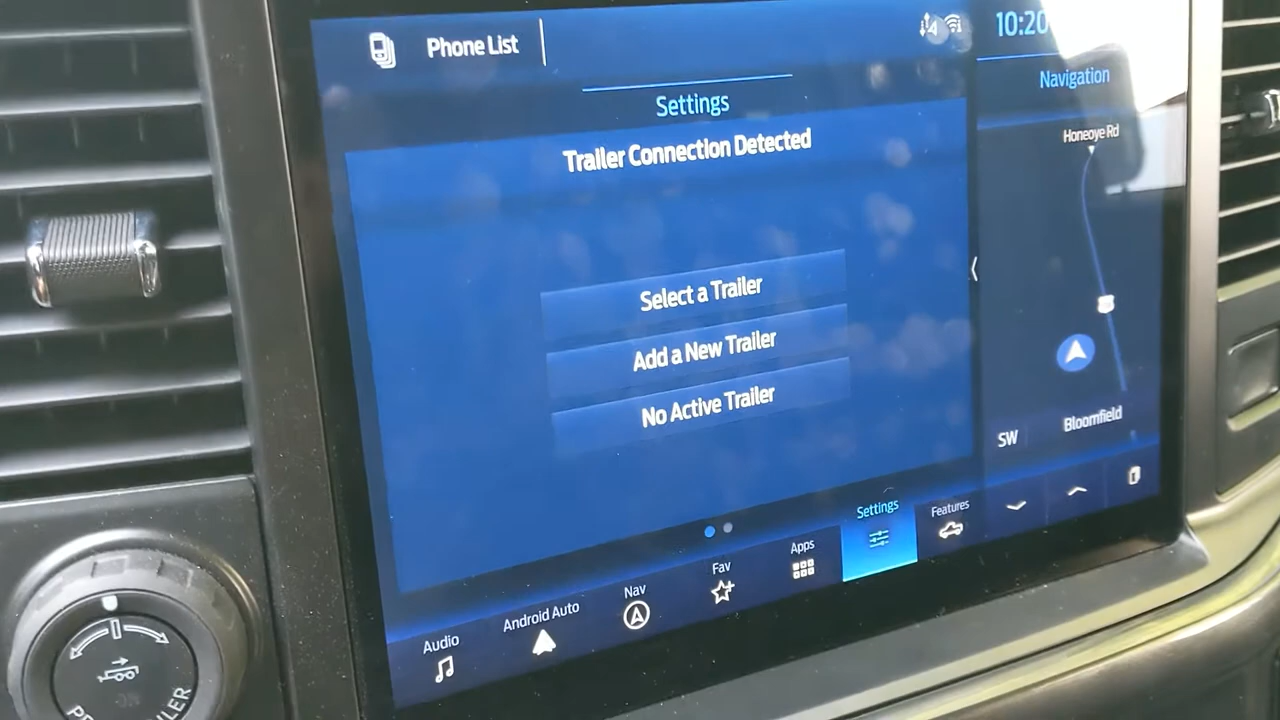 Phone List
10:20
Settings
Navigation
Trailer Connection Detected
Honeoye Rd
Select a Trailer
Add a New Trailer
No Active Trailer
SW
Bloomfield
Audio
Android Auto
Nav
Fav
Apps
Settings
Features